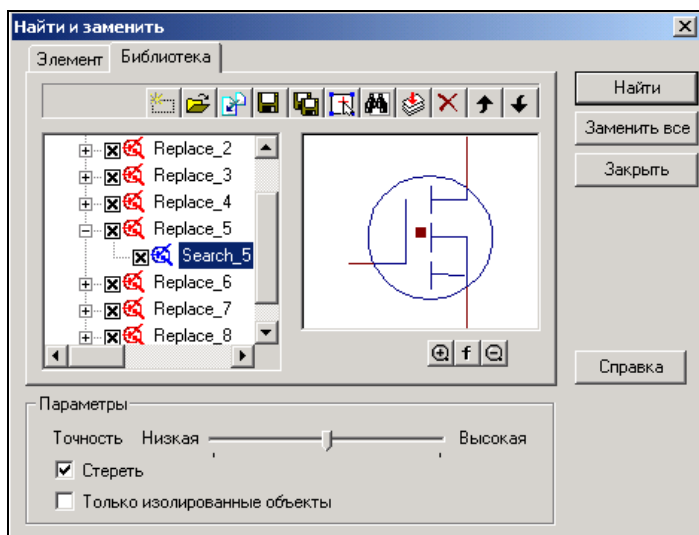 Найти и заменить
Элемент Библиотека
Найти
Заменить все
Закрыть
Replace_2
Replace_3
Replace_4
Replace_5
Search_5
Replace_6
Replace_7
Replace_8
f
Справка
Параметры
Точность Низкая Высокая
Стереть
Только изолированные объекты